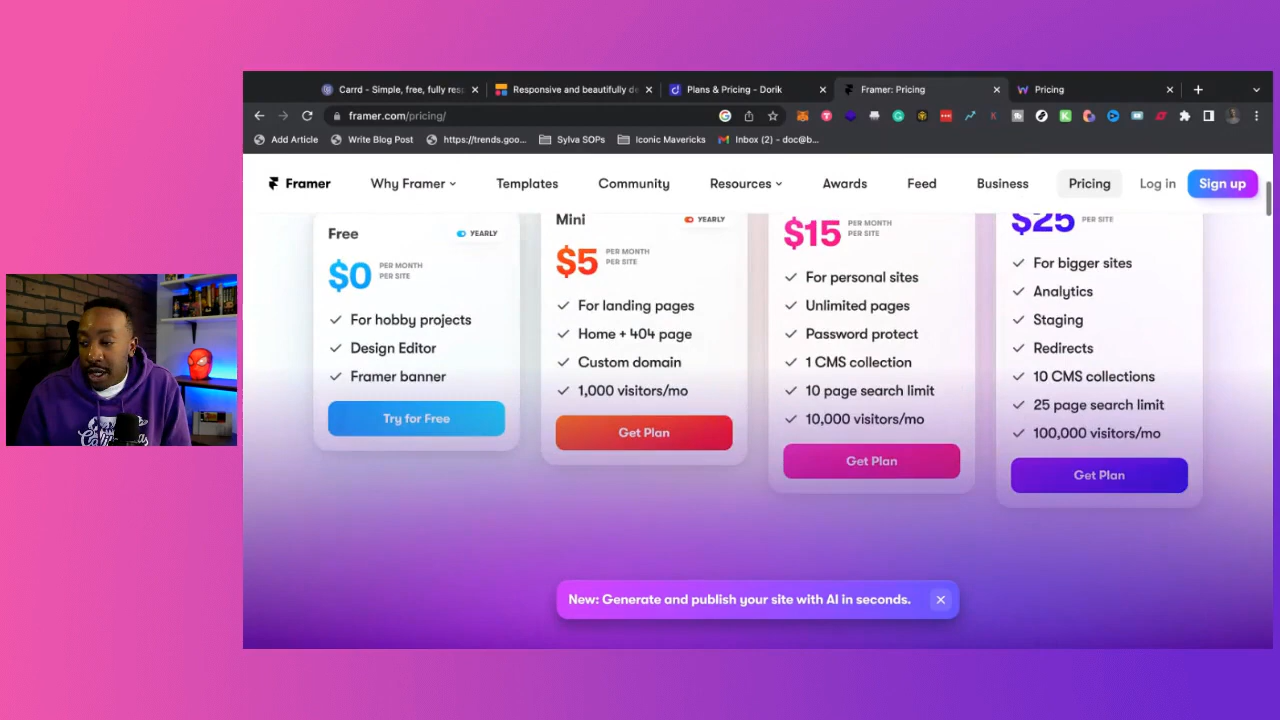 Carrd - Simple, free, fully resp
Responsive and beautifully de
Plans & Pricing - Dorik
Framer: Pricing
Pricing
framer.com/pricing/
Add Article
Write Blog Post
https://trends.goo...
Sylva SOPs
Iconic Mavericks
Inbox (2) - doc@b...
Framer
Why Framer
Templates
Community
Resources
Awards
Feed
Business
Pricing
Log in
Sign up
Free
YEARLY
$0 PER MONTH
PER SITE
For hobby projects
Design Editor
Framer banner
Try for Free
Mini
YEARLY
$5 PER MONTH
PER SITE
For landing pages
Home + 404 page
Custom domain
1,000 visitors/mo
Get Plan
$15 PER MONTH
PER SITE
For personal sites
Unlimited pages
Password protect
1 CMS collection
10 page search limit
10,000 visitors/mo
Get Plan
$25 PER SITE
For bigger sites
Analytics
Staging
Redirects
10 CMS collections
25 page search limit
100,000 visitors/mo
Get Plan
New: Generate and publish your site with AI in seconds.